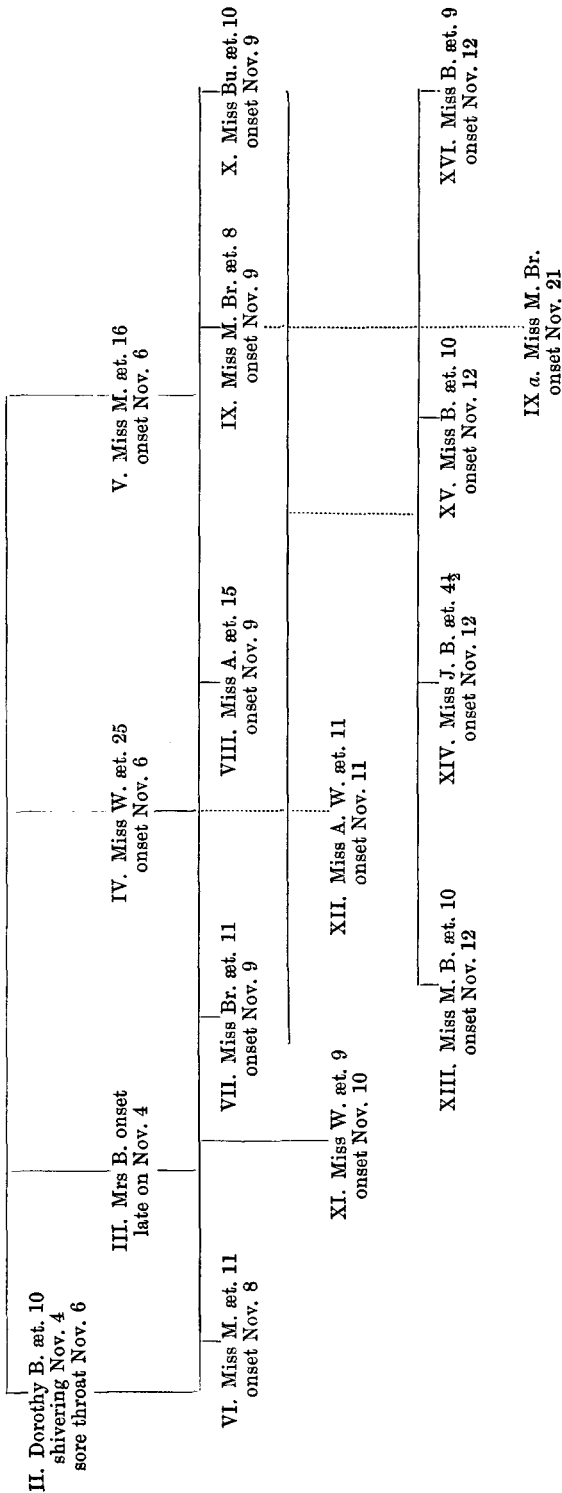 II. Dorothy B. æt. 10
shivering Nov. 4
sore throat Nov. 6
III. Mrs B. onset
late on Nov. 4
IV. Miss W. æt. 25
onset Nov. 6
V. Miss M. æt. 16
onset Nov. 6
VI. Miss M. æt. 11
onset Nov. 8
VII. Miss Br. æt. 11
onset Nov. 9
VIII. Miss A. æt. 15
onset Nov. 9
IX. Miss M. Br. æt. 8
onset Nov. 9
X. Miss Bu. æt. 10
onset Nov. 9
XI. Miss W. æt. 9
onset Nov. 10
XII. Miss A. W. æt. 11
onset Nov. 11
XIII. Miss M. B. æt. 10
onset Nov. 12
XIV. Miss J. B. æt. 4½
onset Nov. 12
XV. Miss B. æt. 10
onset Nov. 12
XVI. Miss B. æt. 9
onset Nov. 12
IX a. Miss M. Br.
onset Nov. 21